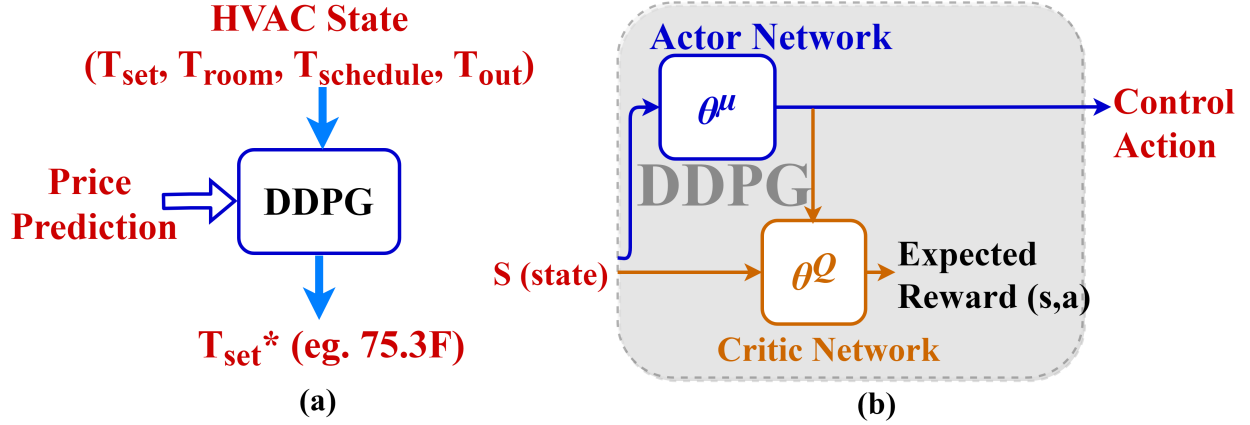 HVAC State
(Tset, Troom, Tschedule, Tout)
Price
Prediction
DDPG
Tset* (eg. 75.3F)
(a)
Actor Network
θμ
Control
Action
DDPG
S (state)
θQ
Expected
Reward (s,a)
Critic Network
(b)